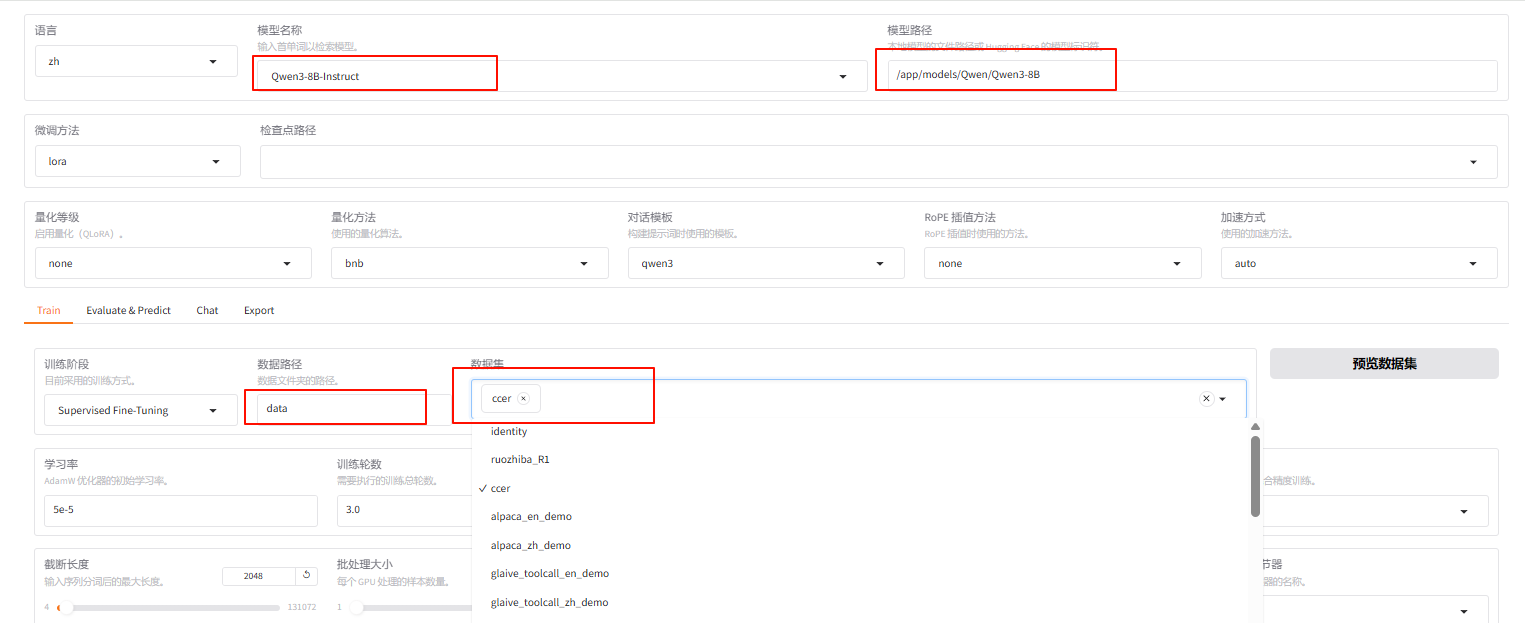 语言
zh
模型名称
输入首单词以检索模型。
Qwen3-8B-Instruct
模型路径
本地模型的文件路径或 Hugging Face 的模型标识符。
/app/models/Qwen/Qwen3-8B
微调方法
lora
检查点路径
量化等级
启用量化（QLoRA）。
none
量化方法
使用的量化算法。
bnb
对话模板
构建提示词时使用的模板。
qwen3
RoPE 插值方法
RoPE 插值时使用的方法。
none
加速方式
使用的加速方法。
auto
Train
Evaluate & Predict
Chat
Export
训练阶段
目前采用的训练方式。
Supervised Fine-Tuning
数据路径
数据文件夹的路径。
data
数据集
ccer ×
预览数据集
identity
ruozhiba_R1
✓ ccer
alpaca_en_demo
alpaca_zh_demo
glaive_toolcall_en_demo
glaive_toolcall_zh_demo
学习率
AdamW 优化器的初始学习率。
5e-5
训练轮数
需要执行的训练总轮数。
3.0
合精度训练。
截断长度
输入序列分词后的最大长度。
2048
4
131072
批处理大小
每个 GPU 处理的样本数量。
1
节器
器的名称。